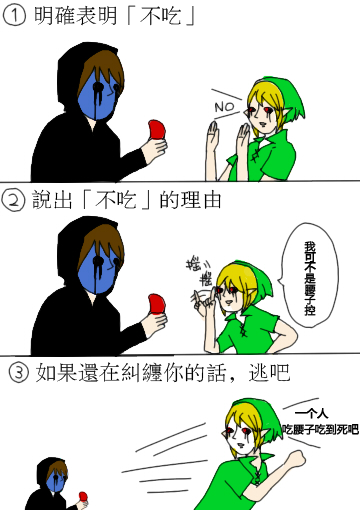 ① 明確表明「不吃」
NO
② 說出「不吃」的理由
搖
搖
我可不是腰子控
③ 如果還在糾纏你的話，逃吧
一个人
吃腰子吃到死吧